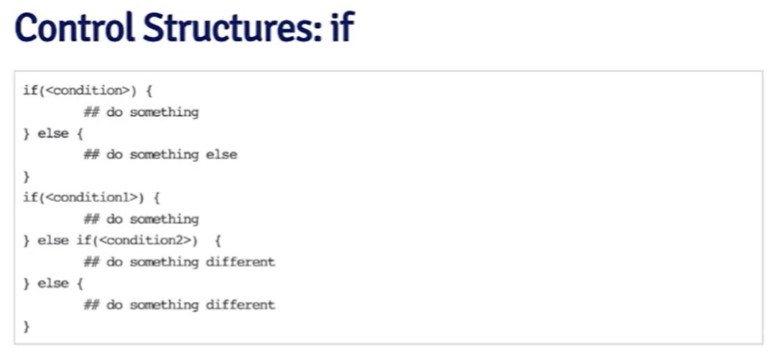 Control Structures: if
if(<condition>) {
        ## do something
} else {
        ## do something else
}
if(<condition1>) {
        ## do something
} else if(<condition2>)  {
        ## do something different
} else {
        ## do something different
}